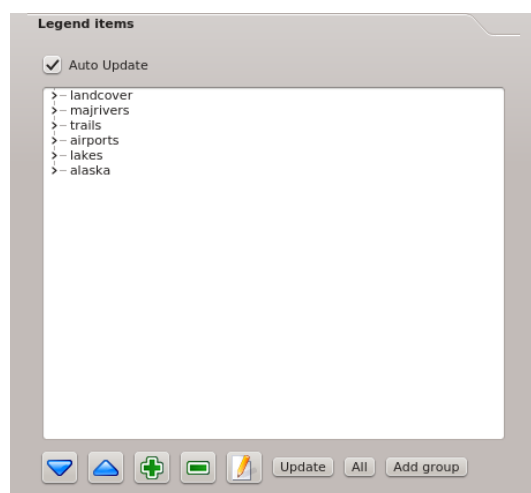 Legend items
Auto Update
landcover
majrivers
trails
airports
lakes
alaska
Update All Add group